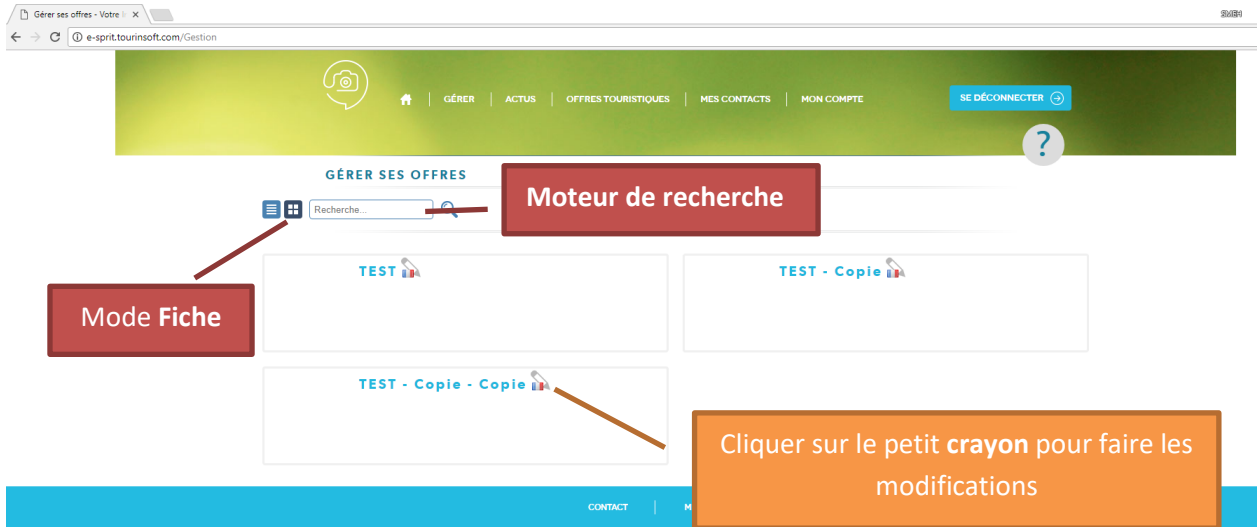 Gérer ses offres - Votre
e-sprit.tourinsoft.com/Gestion
GÉRER | ACTUS | OFFRES TOURISTIQUES | MES CONTACTS | MON COMPTE
SE DÉCONNECTER
?
GÉRER SES OFFRES
Moteur de recherche
Recherche...
TEST
TEST - Copie
Mode Fiche
TEST - Copie - Copie
Cliquer sur le petit crayon pour faire les
modifications
CONTACT | M